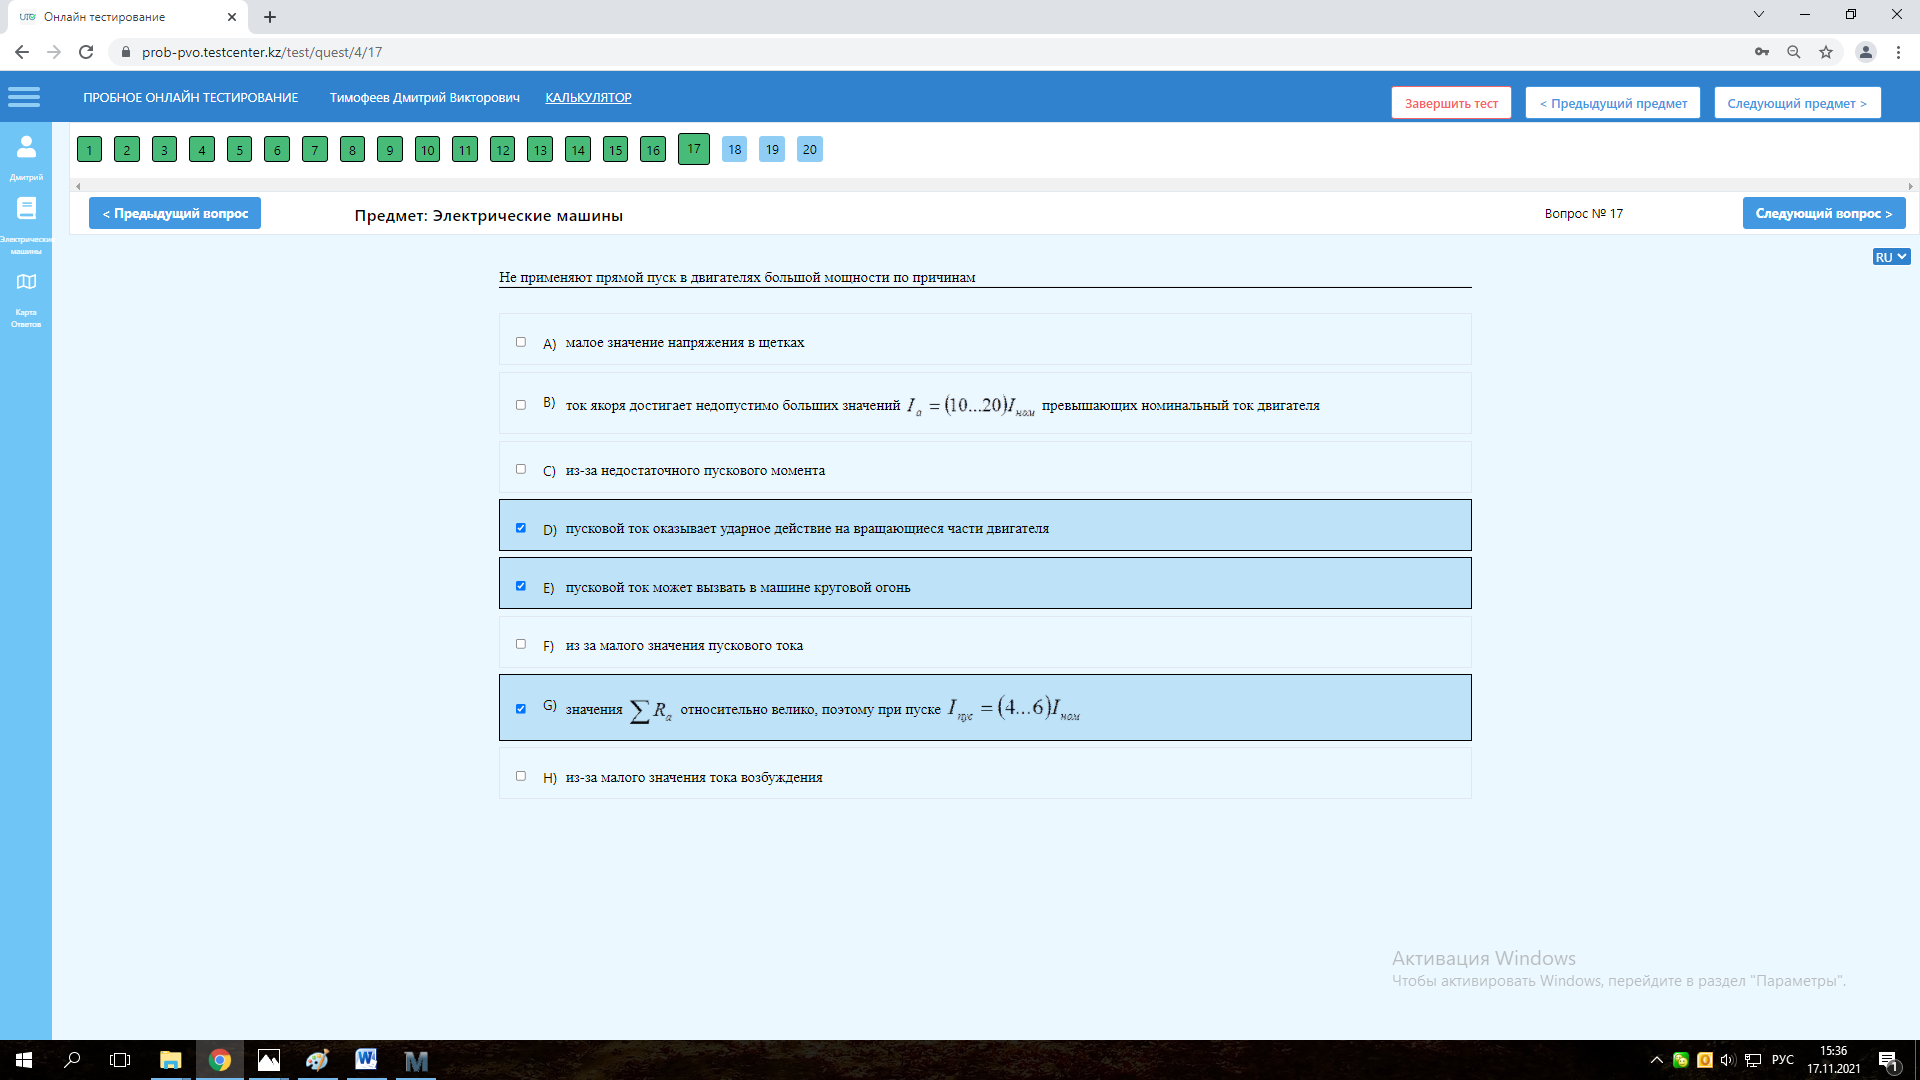 Онлайн тестирование
prob-pvo.testcenter.kz/test/quest/4/17
ПРОБНОЕ ОНЛАЙН ТЕСТИРОВАНИЕ Тимофеев Дмитрий Викторович КАЛЬКУЛЯТОР Завершить тест < Предыдущий предмет Следующий предмет >
1 2 3 4 5 6 7 8 9 10 11 12 13 14 15 16 17 18 19 20
Дмитрий
< Предыдущий вопрос Предмет: Электрические машины Вопрос № 17 Следующий вопрос >
Электрически
машины
RU
Карта
Ответов
Не применяют прямой пуск в двигателях большой мощности по причинам
A) малое значение напряжения в щетках
B) ток якоря достигает недопустимо больших значений I_a = (10...20)I_ном превышающих номинальный ток двигателя
C) из-за недостаточного пускового момента
D) пусковой ток оказывает ударное действие на вращающиеся части двигателя
E) пусковой ток может вызвать в машине круговой огонь
F) из за малого значения пускового тока
G) значения ∑R_a относительно велико, поэтому при пуске I_пус = (4...6)I_ном
H) из-за малого значения тока возбуждения
Активация Windows
Чтобы активировать Windows, перейдите в раздел "Параметры".
РУС
15:36
17.11.2021
1